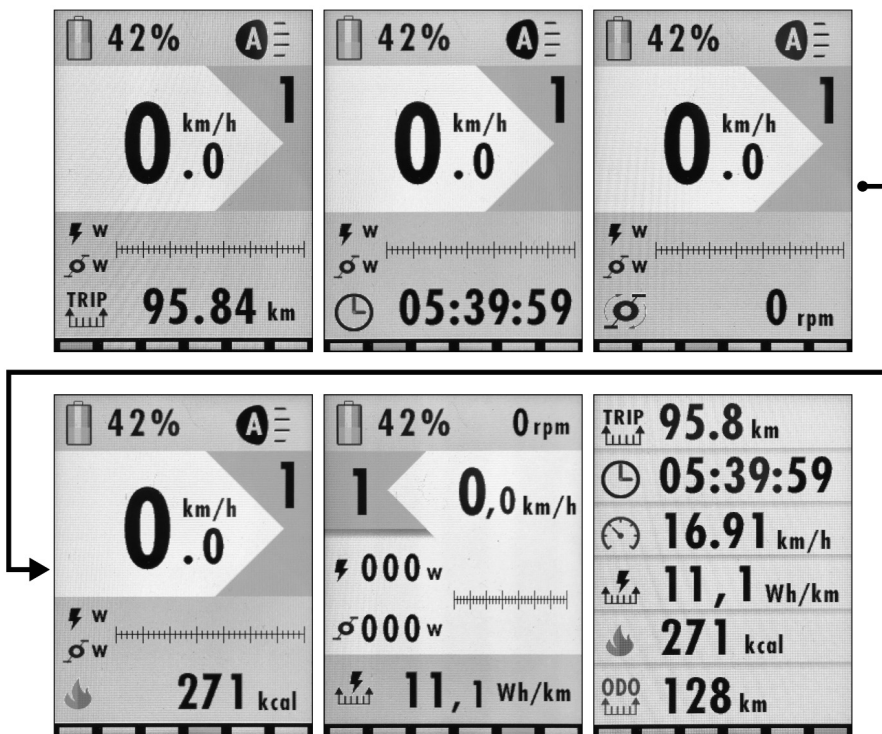 42% A
1
km/h
0.0
W
W
TRIP 95.84 km
42% A
1
km/h
0.0
W
W
05:39:59
42% A
1
km/h
0.0
W
W
0 rpm
42% A
1
km/h
0.0
W
W
271 kcal
42% 0 rpm
1 0,0 km/h
000 W
000 W
11,1 Wh/km
TRIP 95.8 km
05:39:59
16.91 km/h
11,1 Wh/km
271 kcal
ODO 128 km